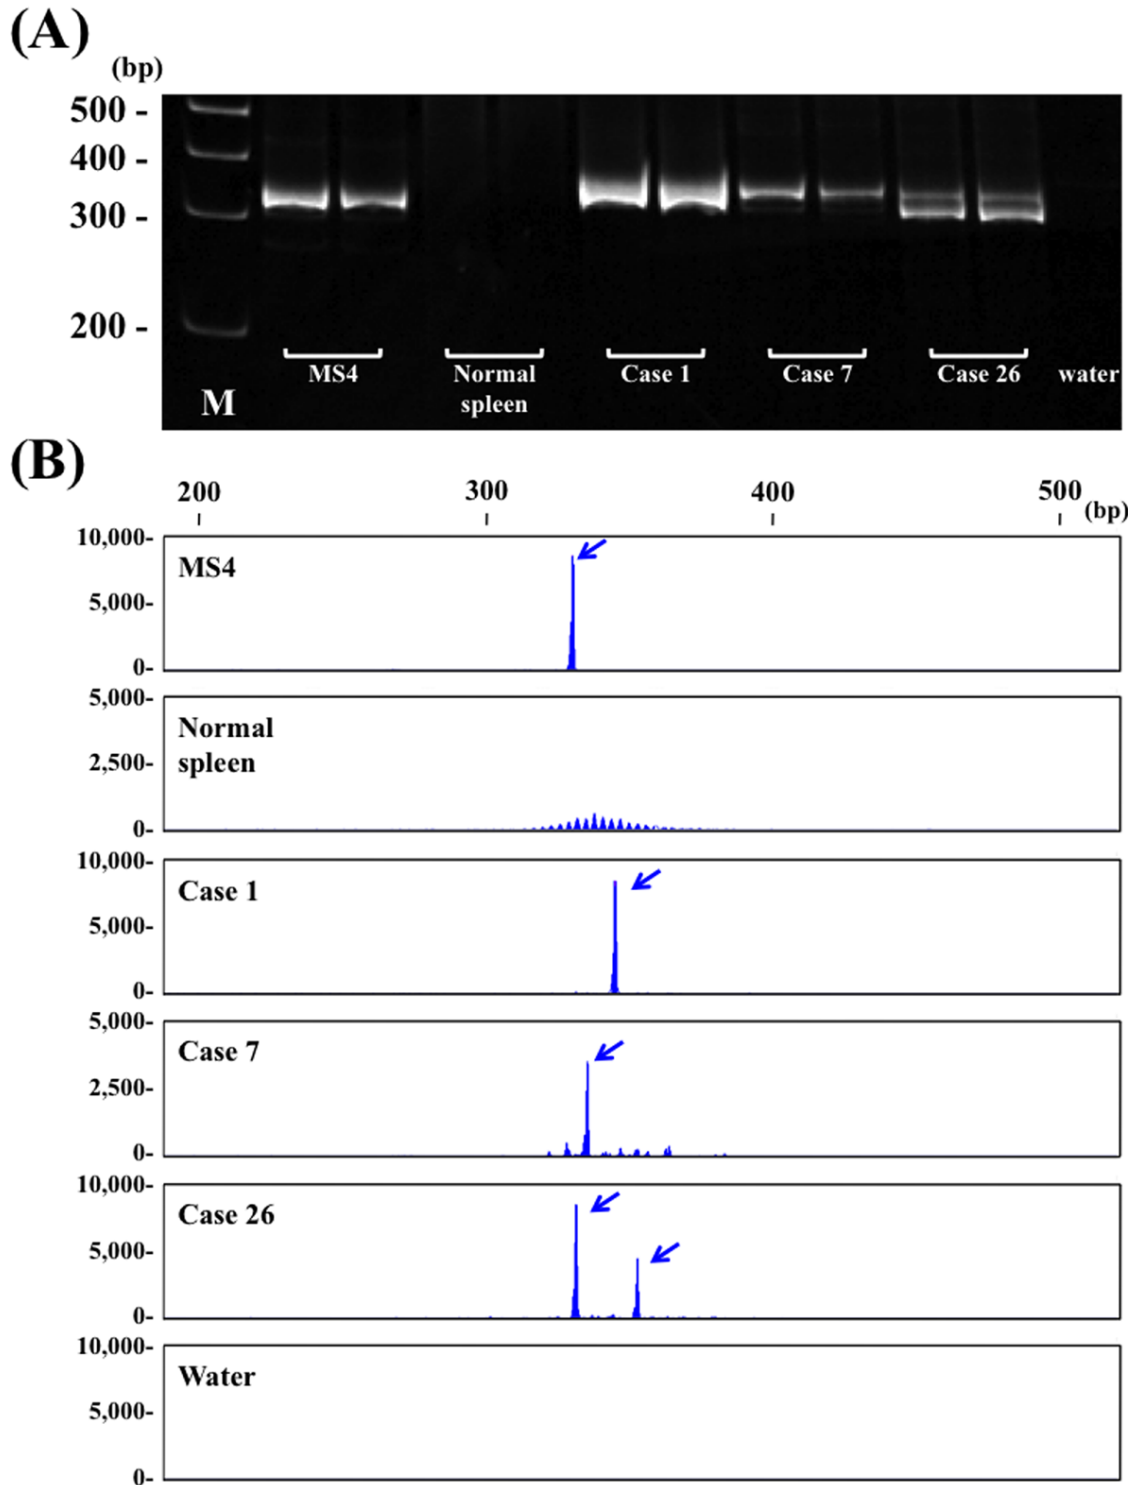 (A)
(bp)
500 -
400 -
300 -
200 -
MS4 Normal Case 1 Case 7 Case 26 water
spleen
M
(B)
200 300 400 500
(bp)
10,000-
MS4
5,000-
0-
5,000-
Normal
spleen
2,500-
0-
10,000-
Case 1
5,000-
0-
5,000-
Case 7
2,500-
0-
10,000-
Case 26
5,000-
0-
10,000-
Water
5,000-
0-